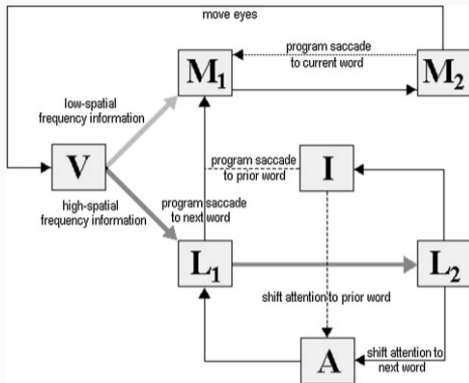 move eyes
program saccade
to current word
M1
M2
low-spatial
frequency information
V
program saccade
to prior word
I
high-spatial
frequency information
program saccade
to next word
L1
L2
shift attention to prior word
A
shift attention to
next word